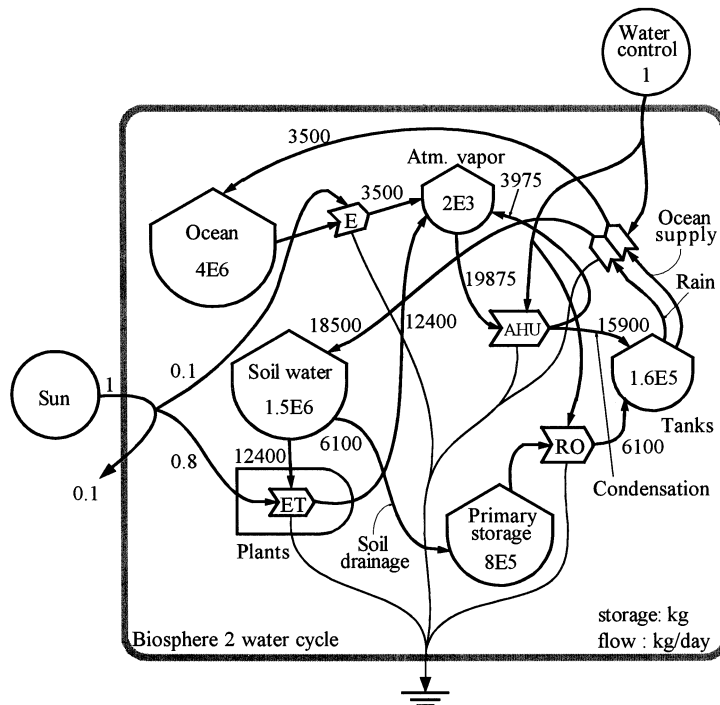 Water
control
1
3500
Atm. vapor
3500
3975
2E3
E
Ocean
4E6
Ocean
supply
Rain
19875
18500
12400
AHU
15900
Soil water
1.5E6
0.1
1
Sun
1.6E5
Tanks
6100
RO
6100
0.8
12400
0.1
ET
Plants
Condensation
Soil
drainage
Primary
storage
8E5
storage: kg
flow : kg/day
Biosphere 2 water cycle